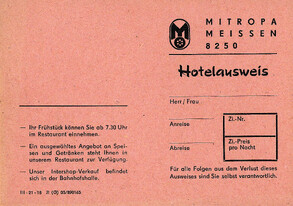 MITROPA
MEISSEN
8250
Hotelausweis
Herr/Frau
Anreise
Abreise
Zi.-Nr.
Zi.-Preis
pro Nacht
Für alle Folgen aus dem Verlust dieses
Ausweises sind Sie selbst verantwortlich.
— Ihr Frühstück können Sie ab 7.30 Uhr
im Restaurant einnehmen.
— Ein ausgewähltes Angebot an Spei-
sen und Getränken steht Ihnen in
unserem Restaurant zur Verfügung.
— Unser Intershop-Verkauf befindet
sich in der Bahnhofshalle.